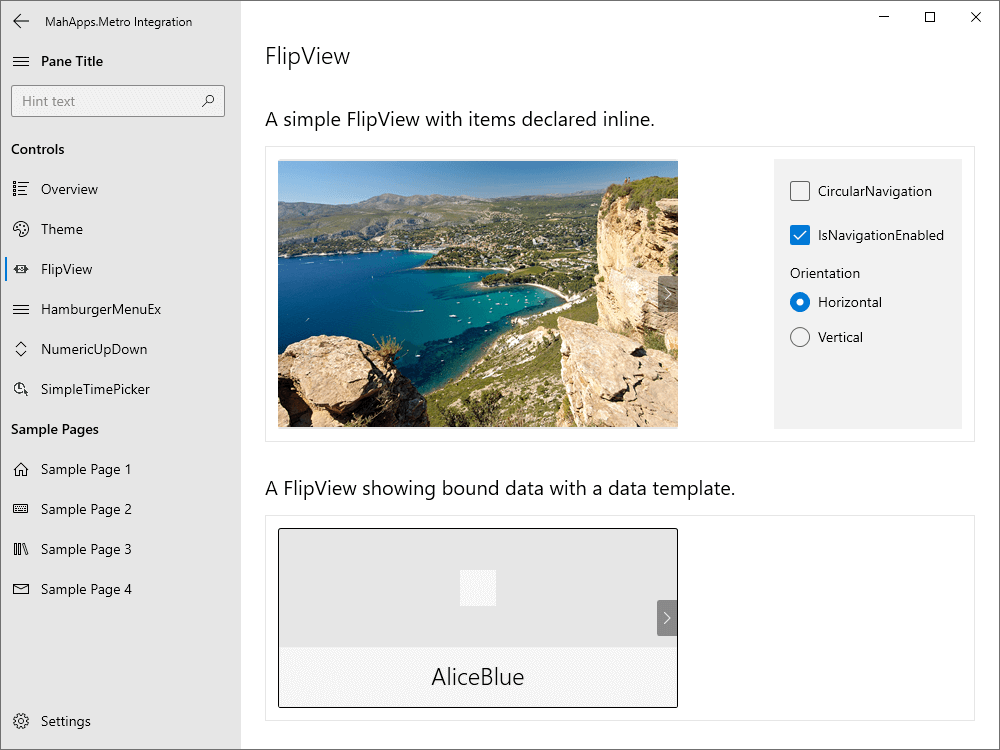 MahApps.Metro Integration
Pane Title
Hint text
Controls
Overview
Theme
FlipView
HamburgerMenuEx
NumericUpDown
SimpleTimePicker
Sample Pages
Sample Page 1
Sample Page 2
Sample Page 3
Sample Page 4
Settings
FlipView
A simple FlipView with items declared inline.
CircularNavigation
IsNavigationEnabled
Orientation
Horizontal
Vertical
A FlipView showing bound data with a data template.
AliceBlue